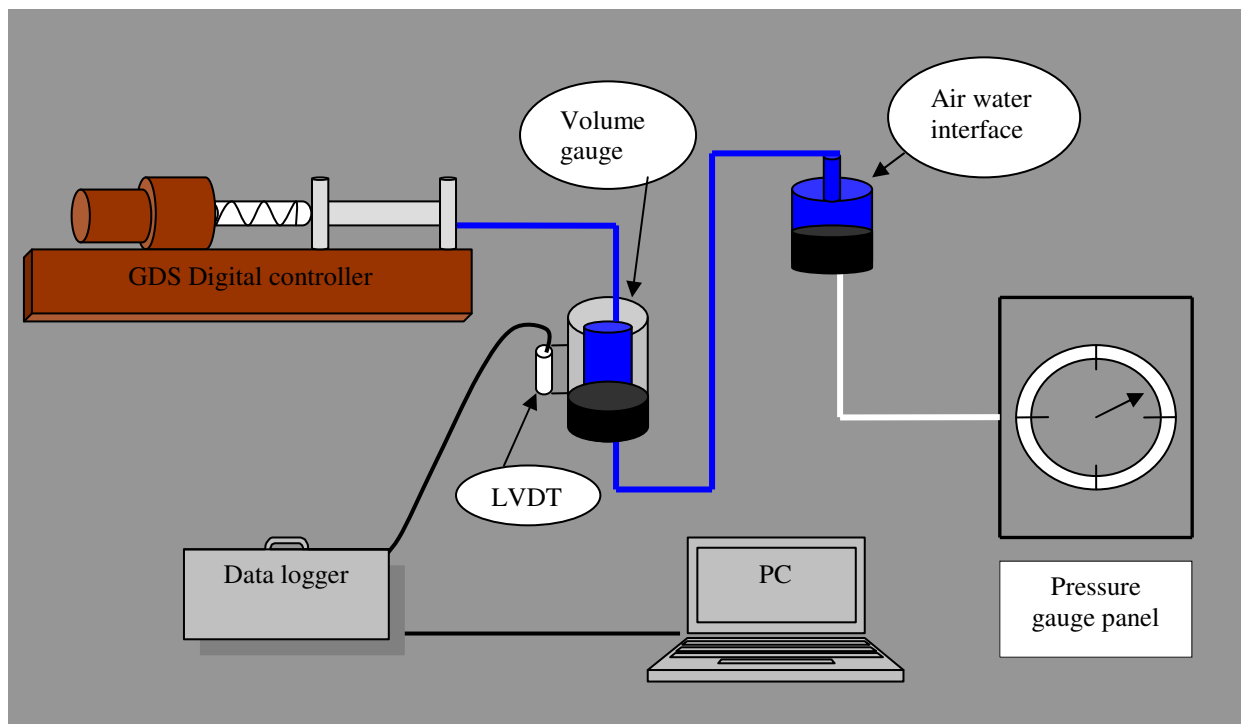 Air water
interface
Volume
gauge
GDS Digital controller
LVDT
Data logger
PC
Pressure
gauge panel